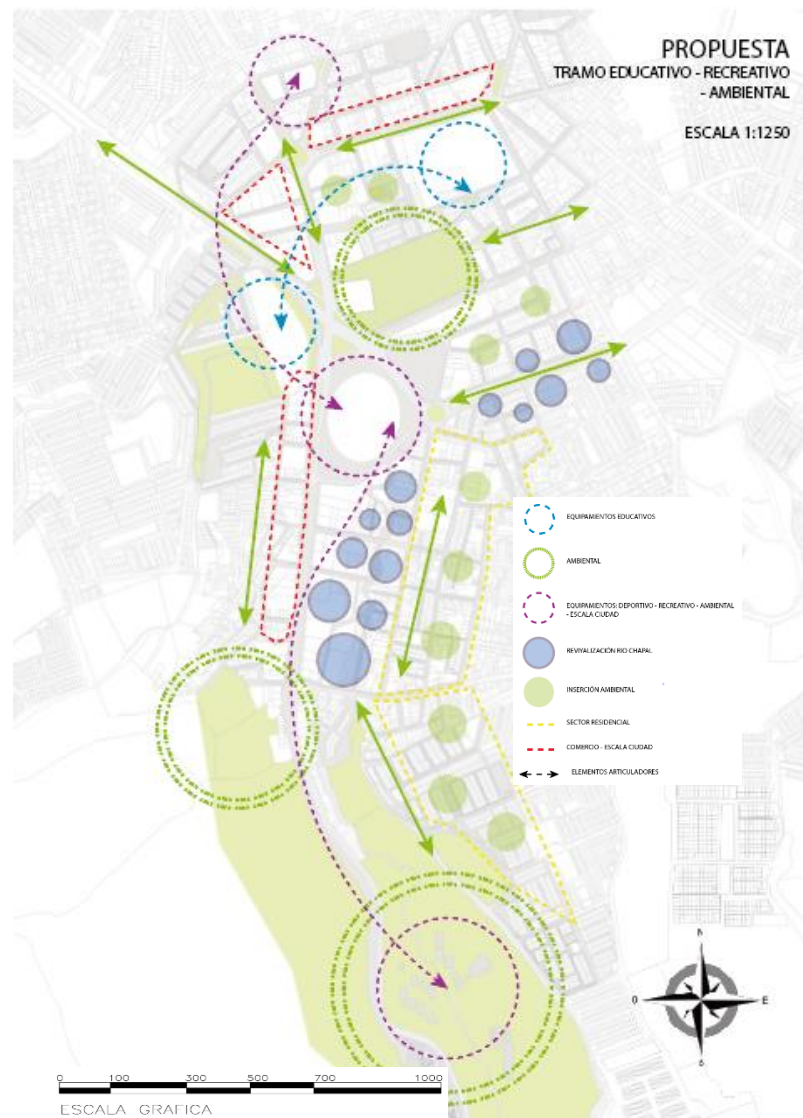 PROPUESTA
TRAMO EDUCATIVO - RECREATIVO
- AMBIENTAL
ESCALA 1:1250
EQUIPAMIENTOS EDUCATIVOS
AMBIENTAL
EQUIPAMIENTOS: DEPORTIVO - RECREATIVO - AMBIENTAL
- ESCALA CIUDAD
REVIYALIZACIÓN RIO CHAPAL
INSERCIÓN AMBIENTAL
SECTOR RESIDENCIAL
COMERCIO - ESCALA CIUDAD
ELEMENTOS ARTICULADORES
N
O E
S
0 100 300 500 700 1000
ESCALA GRAFICA